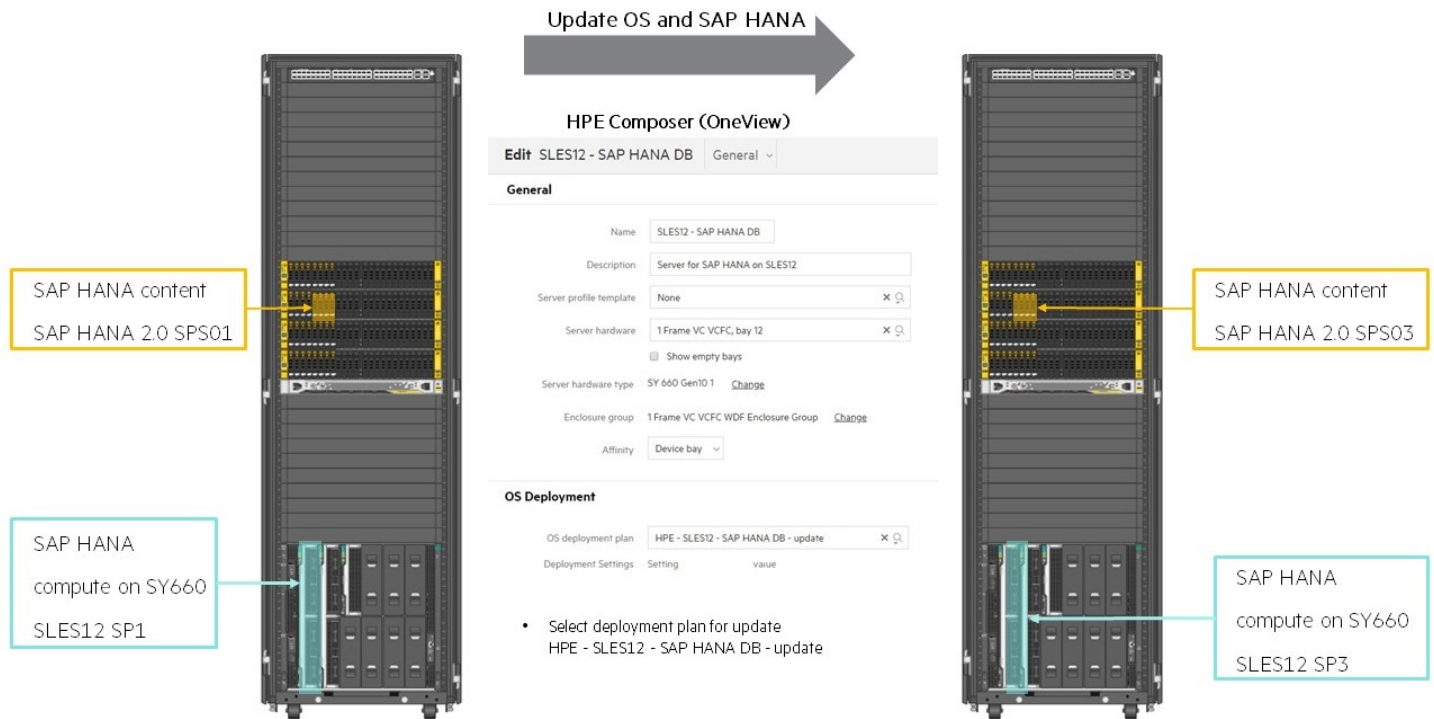 Update OS and SAP HANA
HPE Composer (OneView)
Edit SLES12 - SAP HANA DB General
General
Name SLES12 - SAP HANA DB
Description Server for SAP HANA on SLES12
Server profile template None
Server hardware 1 Frame VC VCFC, bay 12
Show empty bays
Server hardware type SY 660 Gen10 1 Change
Enclosure group 1 Frame VC VCFC WDF Enclosure Group Change
Affinity Device bay
OS Deployment
OS deployment plan HPE - SLES12 - SAP HANA DB - update
Deployment Settings Setting value
• Select deployment plan for update
HPE - SLES12 - SAP HANA DB - update
SAP HANA content
SAP HANA 2.0 SPS01
SAP HANA
compute on SY660
SLES12 SP1
SAP HANA content
SAP HANA 2.0 SPS03
SAP HANA
compute on SY660
SLES12 SP3